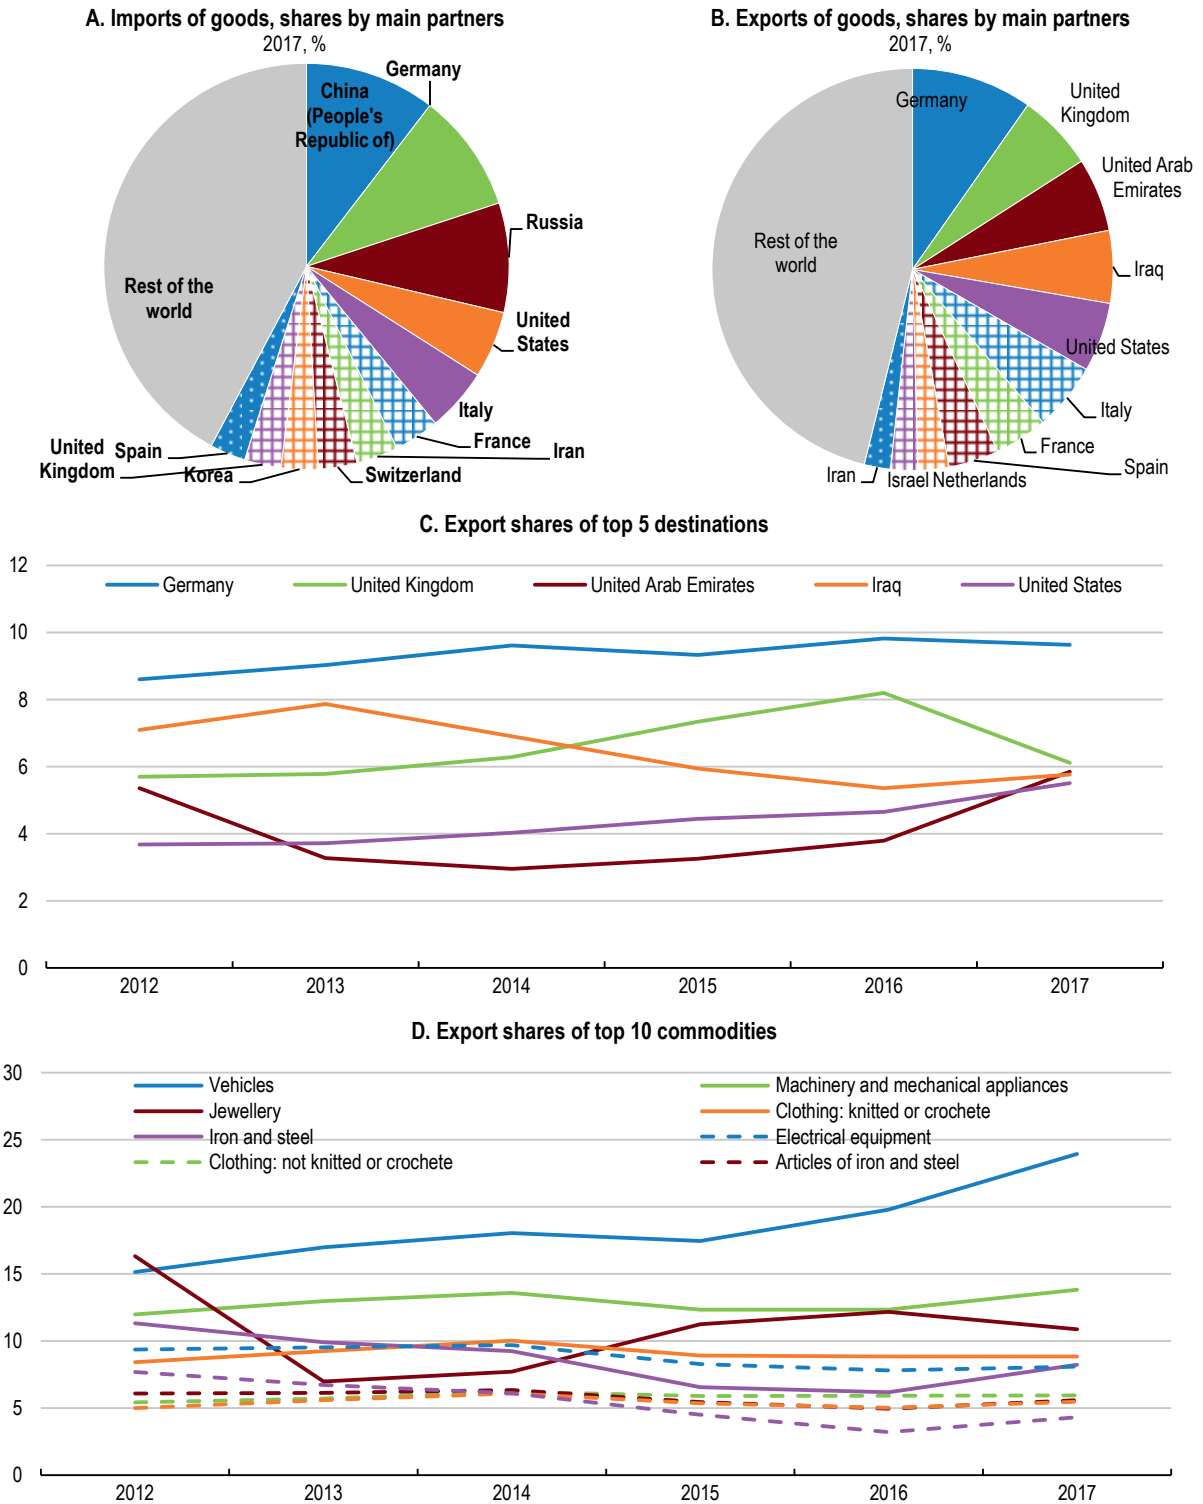 A. Imports of goods, shares by main partners
2017, %
China
(People's
Republic of)
Germany
Russia
United
States
Italy
France
Iran
Switzerland
Korea
United
Kingdom
Spain
Rest of the
world
B. Exports of goods, shares by main partners
2017, %
Germany
United
Kingdom
United Arab
Emirates
Iraq
United States
Italy
France
Spain
Israel Netherlands
Iran
Rest of the
world
C. Export shares of top 5 destinations
Germany United Kingdom United Arab Emirates Iraq United States
12
10
8
6
4
2
0
2012 2013 2014 2015 2016 2017
D. Export shares of top 10 commodities
Vehicles Machinery and mechanical appliances
Jewellery Clothing: knitted or crochete
Iron and steel Electrical equipment
Clothing: not knitted or crochete Articles of iron and steel
30
25
20
15
10
5
0
2012 2013 2014 2015 2016 2017